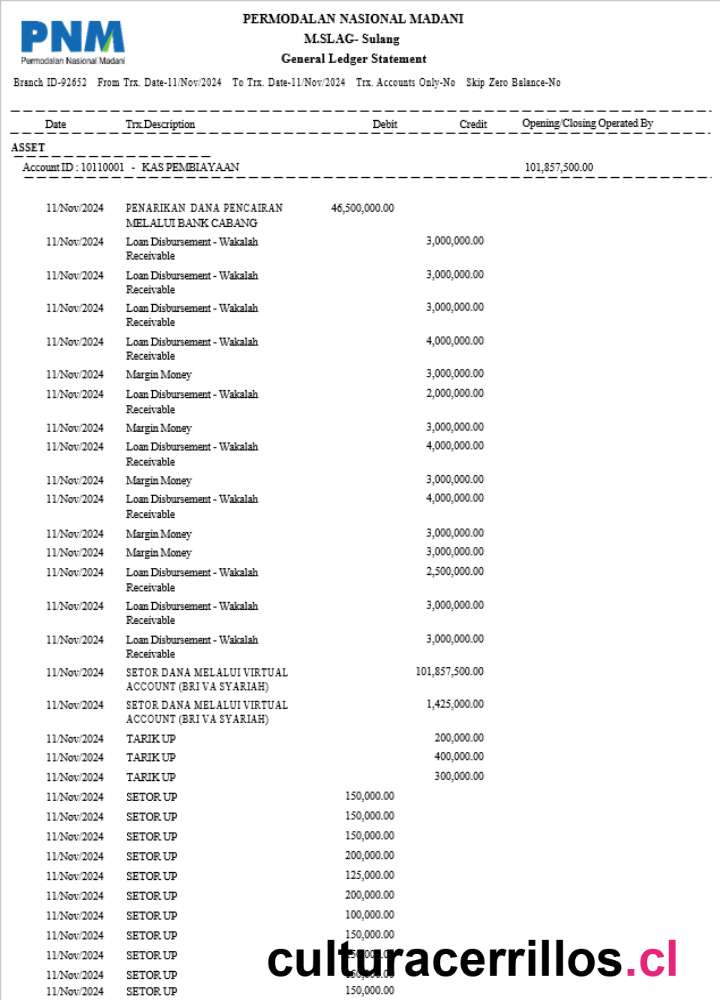 PNM
Permodalan Nasional Madani
PERMODALAN NASIONAL MADANI
M.SLAG- Sulang
General Ledger Statement
Branch ID-92652 From Trx. Date-11/Nov/2024 To Trx. Date-11/Nov/2024 Trx. Accounts Only-No Skip Zero Balance-No
Date Trx.Description Debit Credit Opening/Closing Operated By
ASSET
Account ID : 10110001 - KAS PEMBIAYAAN 101,857,500.00
11/Nov/2024 PENARIKAN DANA PENCAIRAN 46,500,000.00
MELALUI BANK CABANG
11/Nov/2024 Loan Disbursement - Wakalah 3,000,000.00
Receivable
11/Nov/2024 Loan Disbursement - Wakalah 3,000,000.00
Receivable
11/Nov/2024 Loan Disbursement - Wakalah 3,000,000.00
Receivable
11/Nov/2024 Loan Disbursement - Wakalah 4,000,000.00
Receivable
11/Nov/2024 Margin Money 3,000,000.00
11/Nov/2024 Loan Disbursement - Wakalah 2,000,000.00
Receivable
11/Nov/2024 Margin Money 3,000,000.00
11/Nov/2024 Loan Disbursement - Wakalah 4,000,000.00
Receivable
11/Nov/2024 Margin Money 3,000,000.00
11/Nov/2024 Loan Disbursement - Wakalah 4,000,000.00
Receivable
11/Nov/2024 Margin Money 3,000,000.00
11/Nov/2024 Margin Money 3,000,000.00
11/Nov/2024 Loan Disbursement - Wakalah 2,500,000.00
Receivable
11/Nov/2024 Loan Disbursement - Wakalah 3,000,000.00
Receivable
11/Nov/2024 Loan Disbursement - Wakalah 3,000,000.00
Receivable
11/Nov/2024 SETOR DANA MELALUI VIRTUAL 101,857,500.00
ACCOUNT (BRI VA SYARIAH)
11/Nov/2024 SETOR DANA MELALUI VIRTUAL 1,425,000.00
ACCOUNT (BRI VA SYARIAH)
11/Nov/2024 TARIK UP 200,000.00
11/Nov/2024 TARIK UP 400,000.00
11/Nov/2024 TARIK UP 300,000.00
11/Nov/2024 SETOR UP 150,000.00
11/Nov/2024 SETOR UP 150,000.00
11/Nov/2024 SETOR UP 150,000.00
11/Nov/2024 SETOR UP 200,000.00
11/Nov/2024 SETOR UP 125,000.00
11/Nov/2024 SETOR UP 200,000.00
11/Nov/2024 SETOR UP 100,000.00
11/Nov/2024 SETOR UP 150,000.00
11/Nov/2024 SETOR UP
11/Nov/2024 SETOR UP
11/Nov/2024 SETOR UP 150,000.00
culturacerrillos.cl